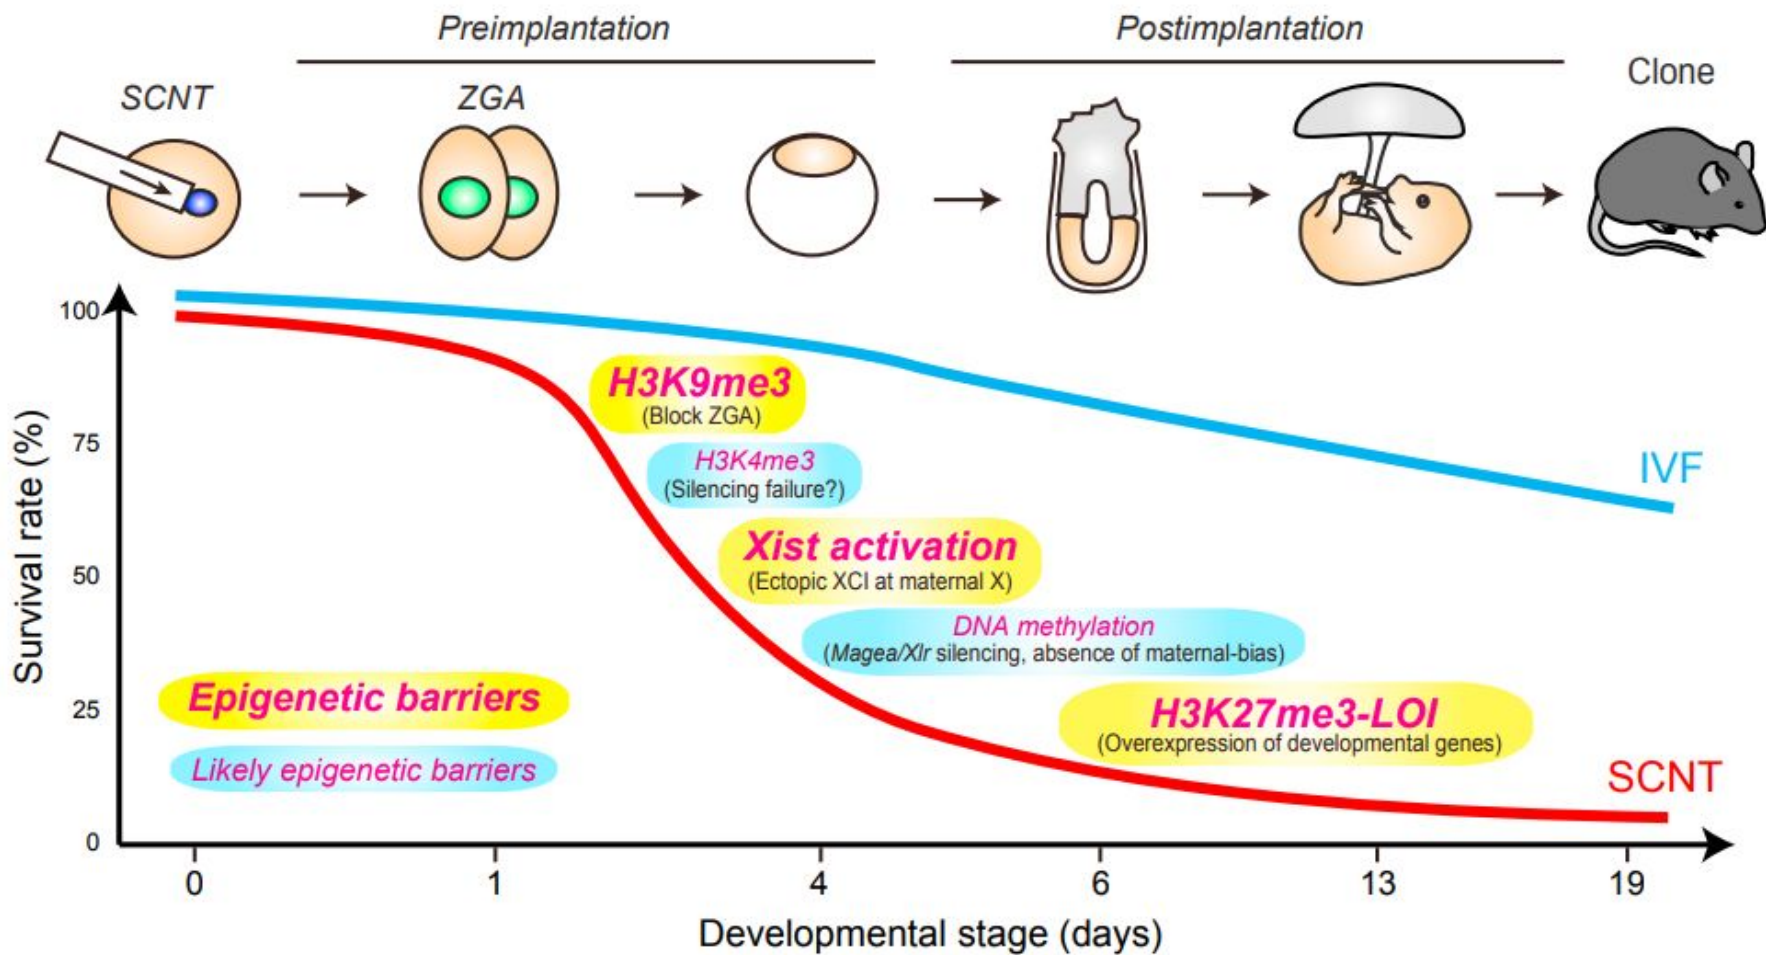 Preimplantation
Postimplantation
SCNT
ZGA
Clone
100
75
50
25
0
Survival rate (%)
H3K9me3
(Block ZGA)
H3K4me3
(Silencing failure?)
Xist activation
(Ectopic XCI at maternal X)
DNA methylation
(Magea/Xlr silencing, absence of maternal-bias)
H3K27me3-LOI
(Overexpression of developmental genes)
IVF
SCNT
Epigenetic barriers
Likely epigenetic barriers
0 1 4 6 13 19
Developmental stage (days)